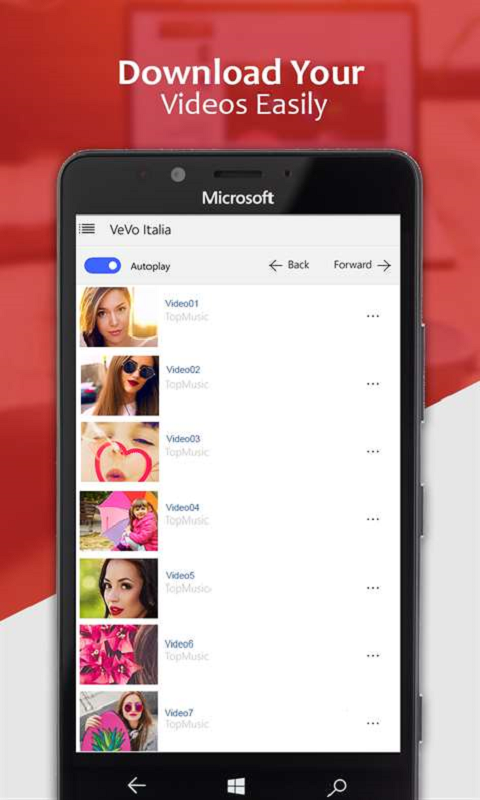 Download Your
Videos Easily
Microsoft
VeVo Italia
Autoplay
Back
Forward
Video01
TopMusic
Video02
TopMusic
Video03
TopMusic
Video04
TopMusic
Video5
TopMusic
Video6
TopMusic
Video7
TopMusic